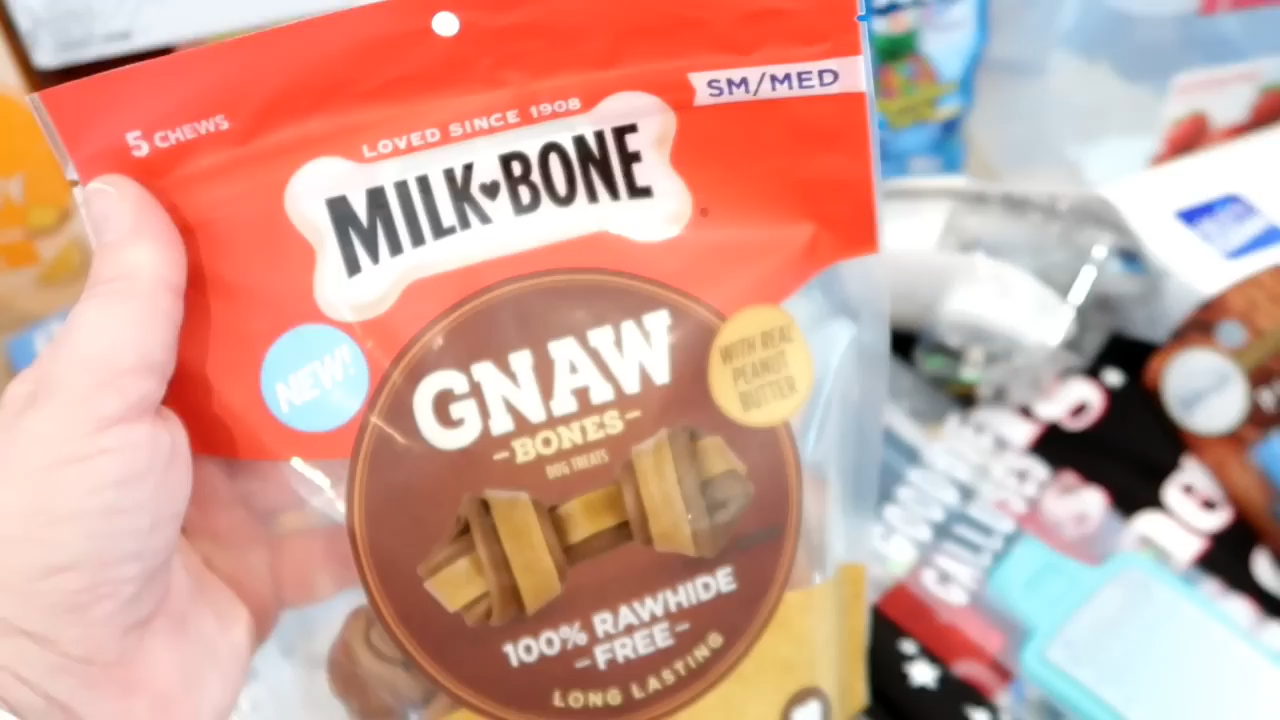 SM/MED
5 CHEWS
LOVED SINCE 1908
MILK BONE
NEW!
GNAW
-BONES-
DOG TREATS
WITH REAL
PEANUT
BUTTER
100% RAWHIDE
-FREE-
LONG LASTING